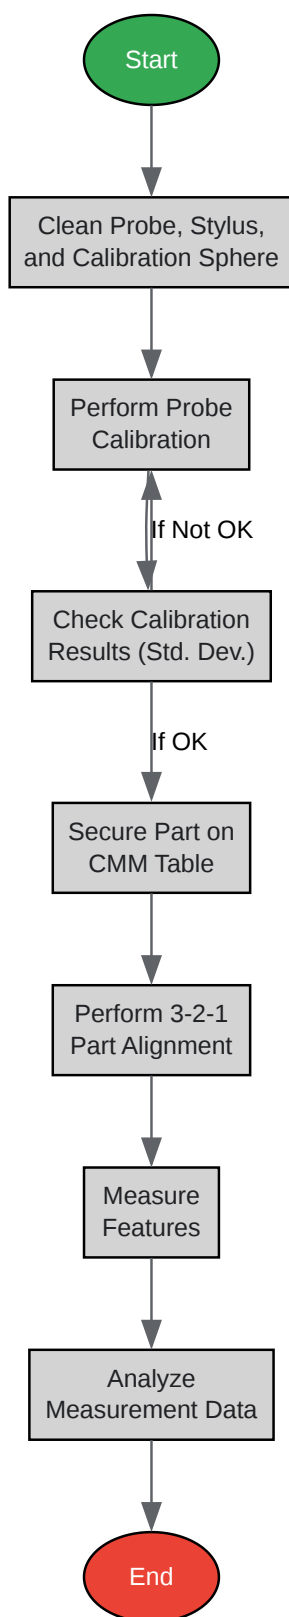 Start
Clean Probe, Stylus,
and Calibration Sphere
Perform Probe
Calibration
If Not OK
Check Calibration
Results (Std. Dev.)
If OK
Secure Part on
CMM Table
Perform 3-2-1
Part Alignment
Measure
Features
Analyze
Measurement Data
End